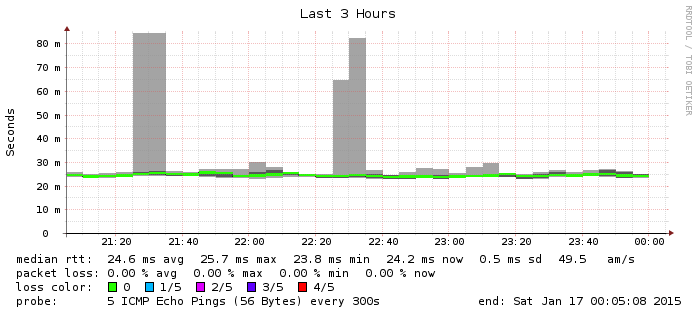 Last 3 Hours
RRDTOOL / TOBI OETIKER
Seconds
80 m
70 m
60 m
50 m
40 m
30 m
20 m
10 m
0
21:20 21:40 22:00 22:20 22:40 23:00 23:20 23:40 00:00
median rtt: 24.6 ms avg 25.7 ms max 23.8 ms min 24.2 ms now 0.5 ms sd 49.5 am/s
packet loss: 0.00 % avg 0.00 % max 0.00 % min 0.00 % now
loss color: 0 1/5 2/5 3/5 4/5
probe: 5 ICMP Echo Pings (56 Bytes) every 300s end: Sat Jan 17 00:05:08 2015